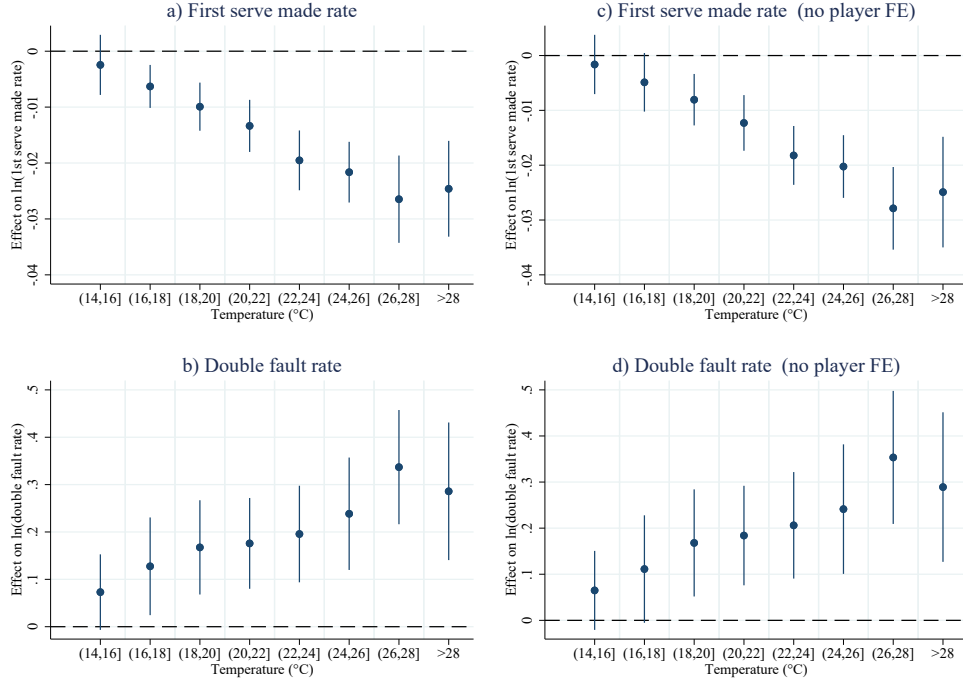 a) First serve made rate
Effect on ln(1st serve made rate)
0
-.01
-.02
-.03
-.04
(14,16] (16,18] (18,20] (20,22] (22,24] (24,26] (26,28] >28
Temperature (°C)
c) First serve made rate (no player FE)
Effect on ln(1st serve made rate)
0
-.01
-.02
-.03
-.04
(14,16] (16,18] (18,20] (20,22] (22,24] (24,26] (26,28] >28
Temperature (°C)
b) Double fault rate
Effect on ln(double fault rate)
.5
.4
.3
.2
.1
0
(14,16] (16,18] (18,20] (20,22] (22,24] (24,26] (26,28] >28
Temperature (°C)
d) Double fault rate (no player FE)
Effect on ln(double fault rate)
.5
.4
.3
.2
.1
0
(14,16] (16,18] (18,20] (20,22] (22,24] (24,26] (26,28] >28
Temperature (°C)